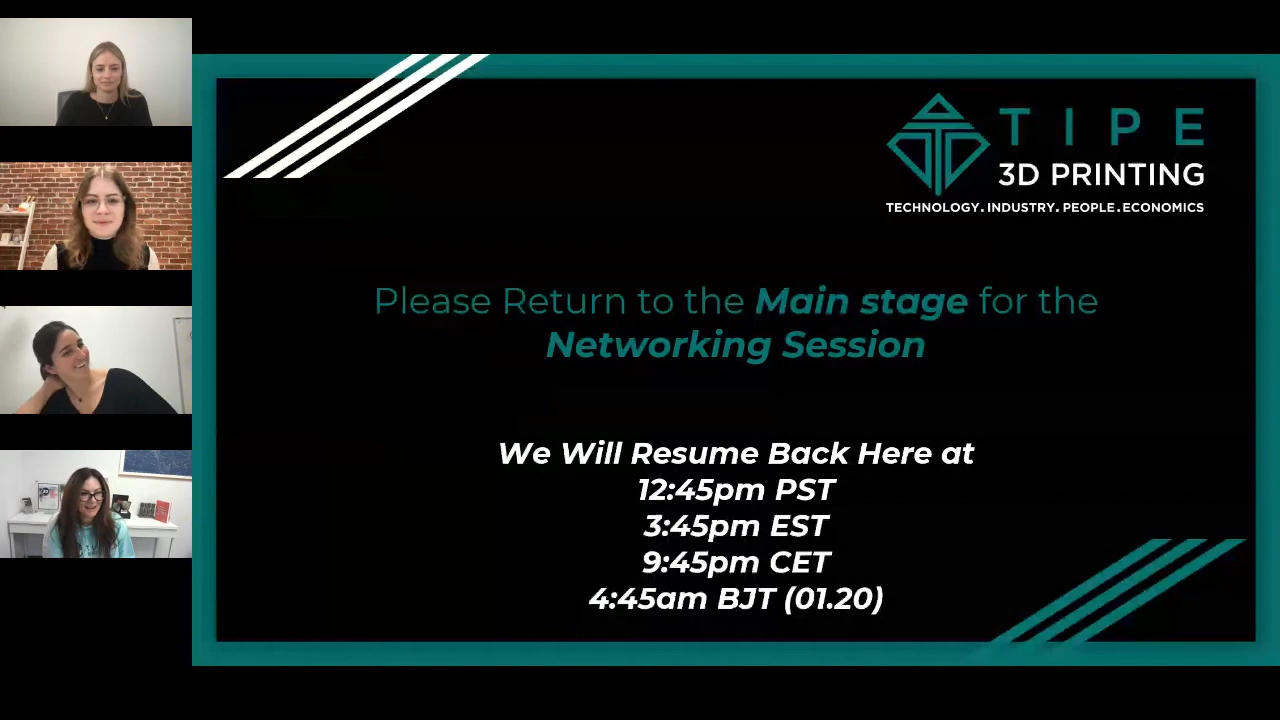 TIPE
3D PRINTING
TECHNOLOGY. INDUSTRY. PEOPLE. ECONOMICS
Please Return to the Main stage for the
Networking Session
We Will Resume Back Here at
12:45pm PST
3:45pm EST
9:45pm CET
4:45am BJT (01.20)